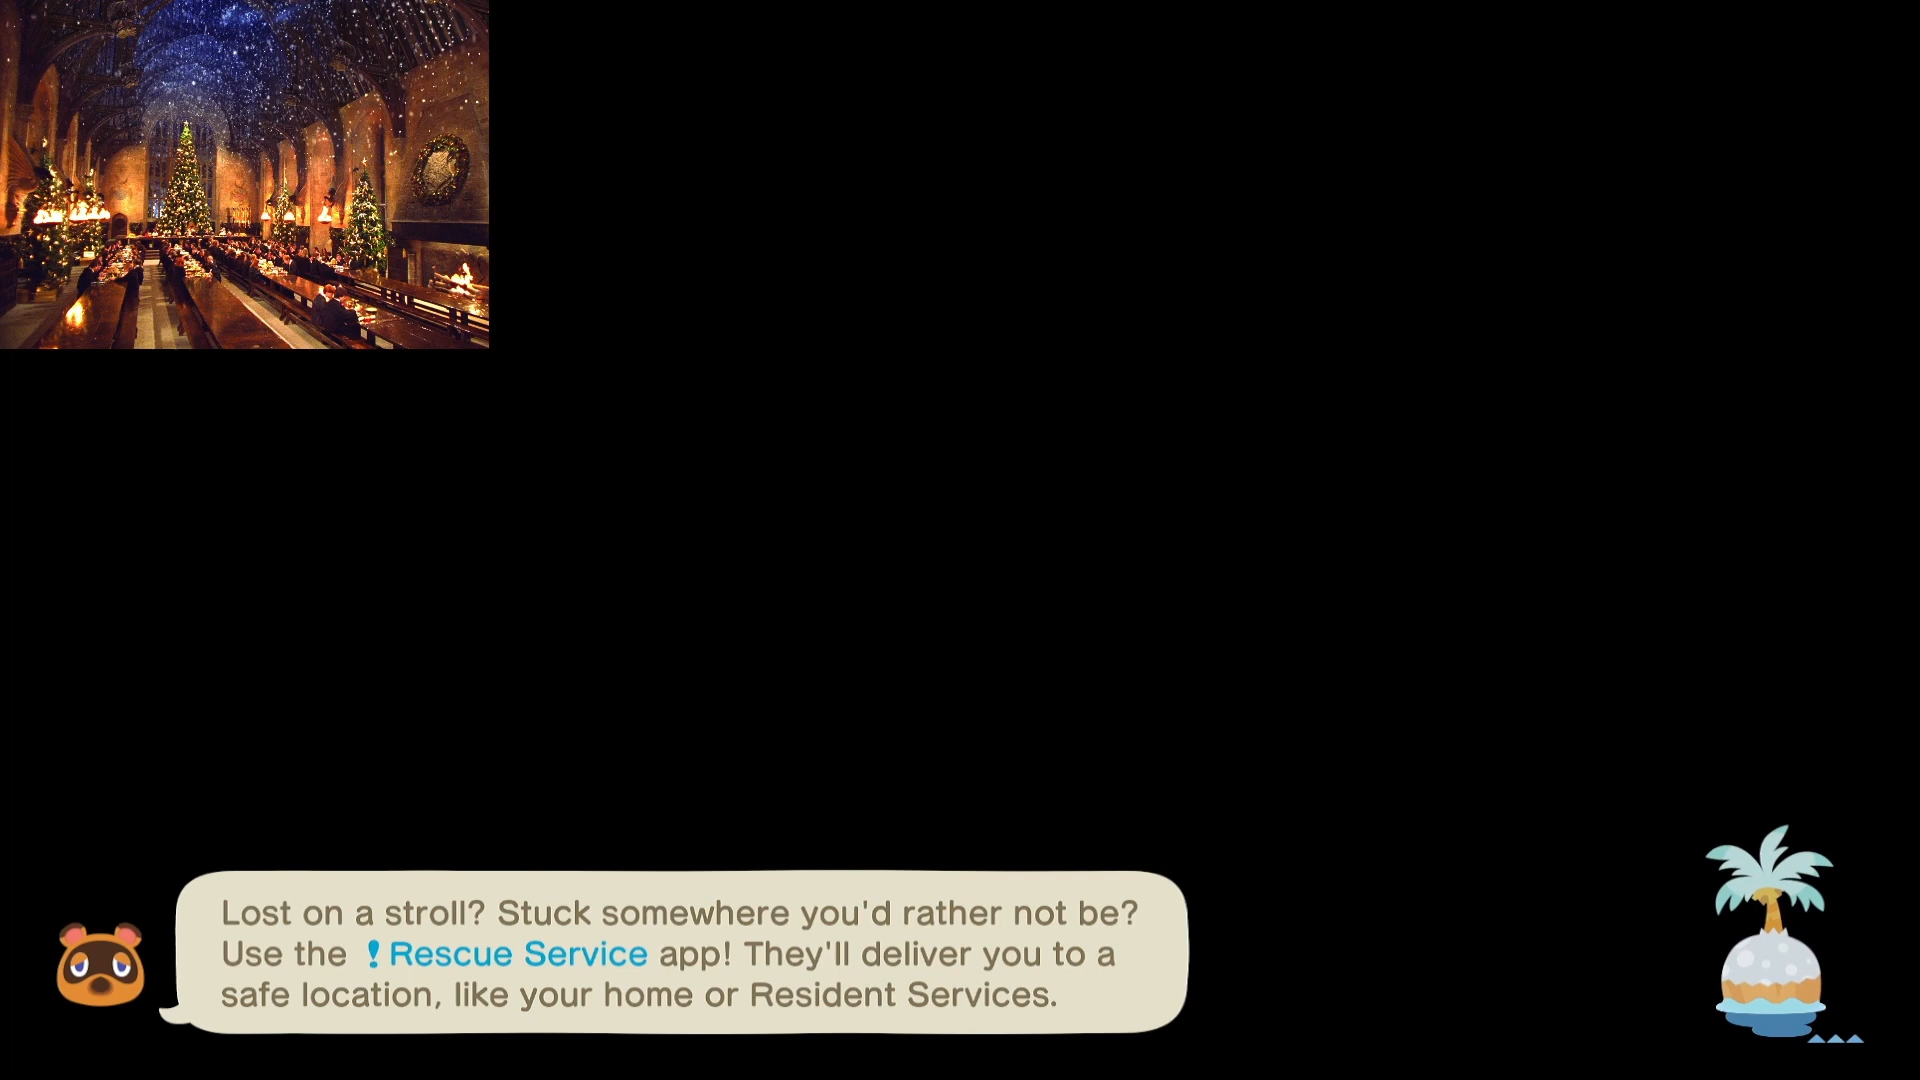 Lost on a stroll? Stuck somewhere you'd rather not be?
Use the ! Rescue Service app! They'll deliver you to a
safe location, like your home or Resident Services.